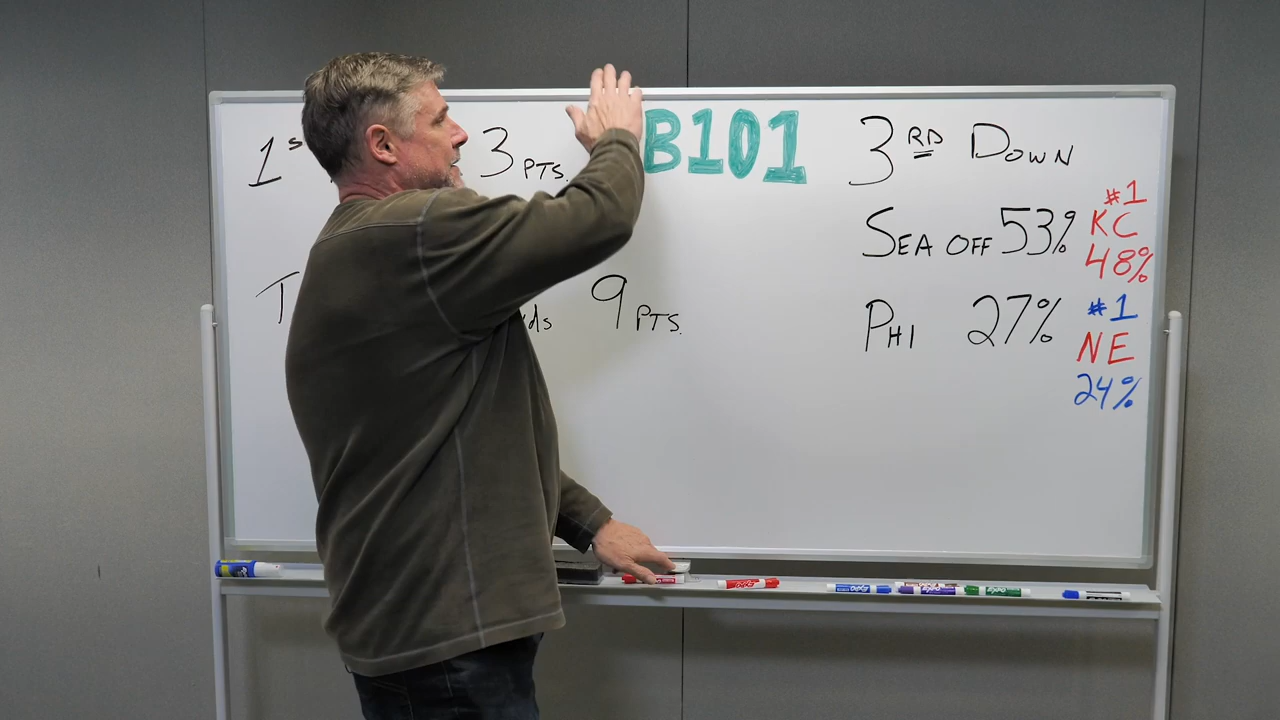 1s 3 PTS. B101
T ds 9 PTS.
3RD DOWN
SEA OFF 53%
#1
KC
48%
PHI 27%
#1
NE
24%